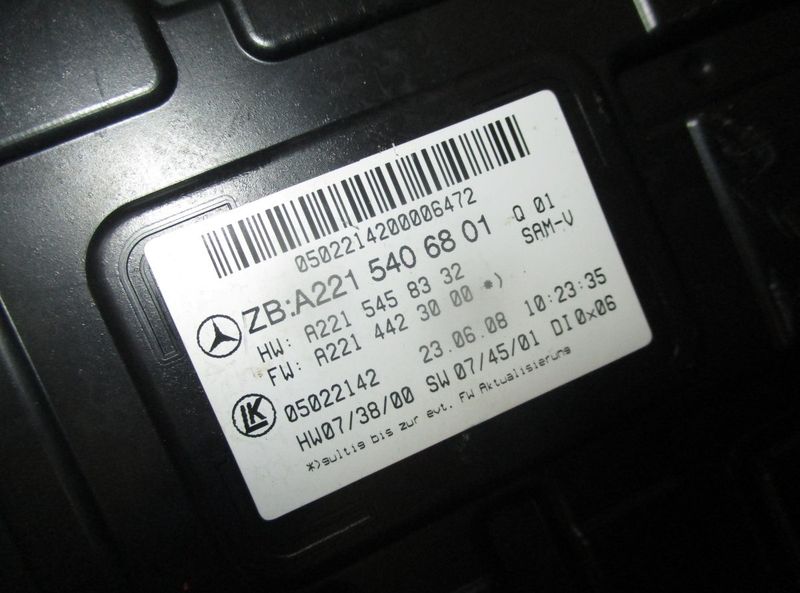 0502214200006472
ZB:A221 540 68 01 Q 01
HW: A221 545 83 32 SAM-V
FW: A221 442 30 00 *)
LK 05022142 23.06.08 10:23:35
HW07/38/00 SW 07/45/01 DI0x06
*)gultig bis zur evt. FW Aktualisierung